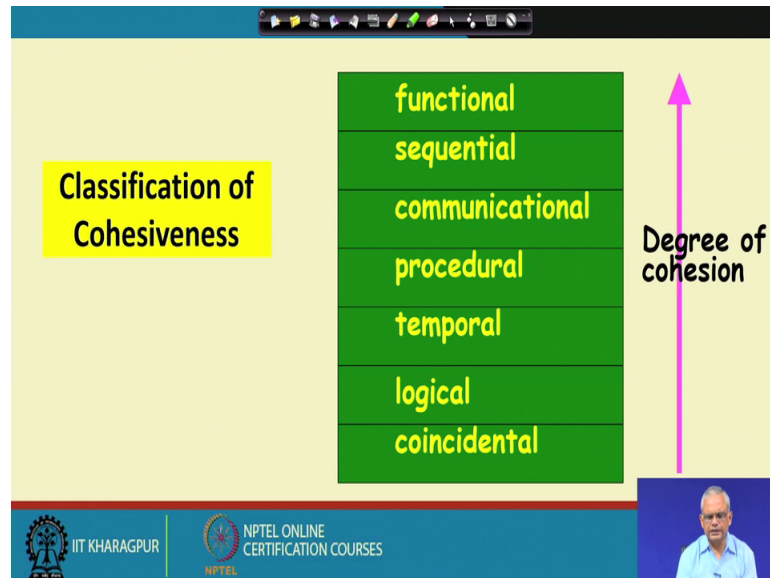 Classification of
Cohesiveness
functional
sequential
communicational
procedural
temporal
logical
coincidental
Degree of
cohesion
IIT KHARAGPUR
NPTEL
NPTEL ONLINE
CERTIFICATION COURSES